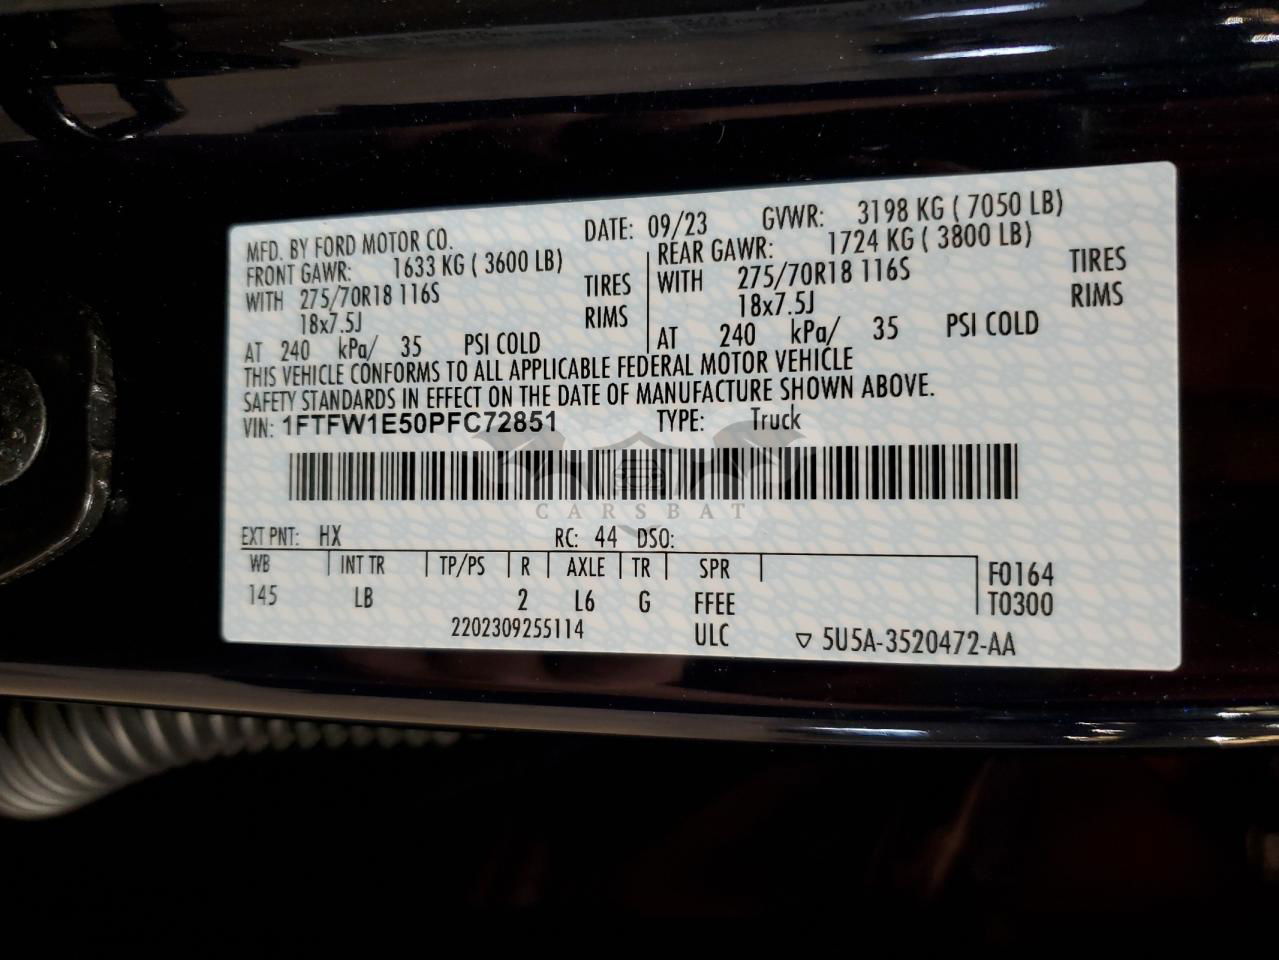 MFD. BY FORD MOTOR CO. DATE: 09/23 GVWR: 3198 KG ( 7050 LB)
FRONT GAWR: 1633 KG ( 3600 LB) REAR GAWR: 1724 KG ( 3800 LB)
WITH 275/70R18 116S TIRES WITH 275/70R18 116S TIRES
18x7.5J RIMS 18x7.5J RIMS
AT 240 kPa/ 35 PSI COLD AT 240 kPa/ 35 PSI COLD
THIS VEHICLE CONFORMS TO ALL APPLICABLE FEDERAL MOTOR VEHICLE
SAFETY STANDARDS IN EFFECT ON THE DATE OF MANUFACTURE SHOWN ABOVE.
VIN: 1FTFW1E50PFC72851 TYPE: Truck
CARSBAT
EXT PNT: HX RC: 44 DSO:
WB INT TR TP/PS R AXLE TR SPR F0164
145 LB 2 L6 G FFEE T0300
2202309255114 ULC ▽ 5U5A-3520472-AA